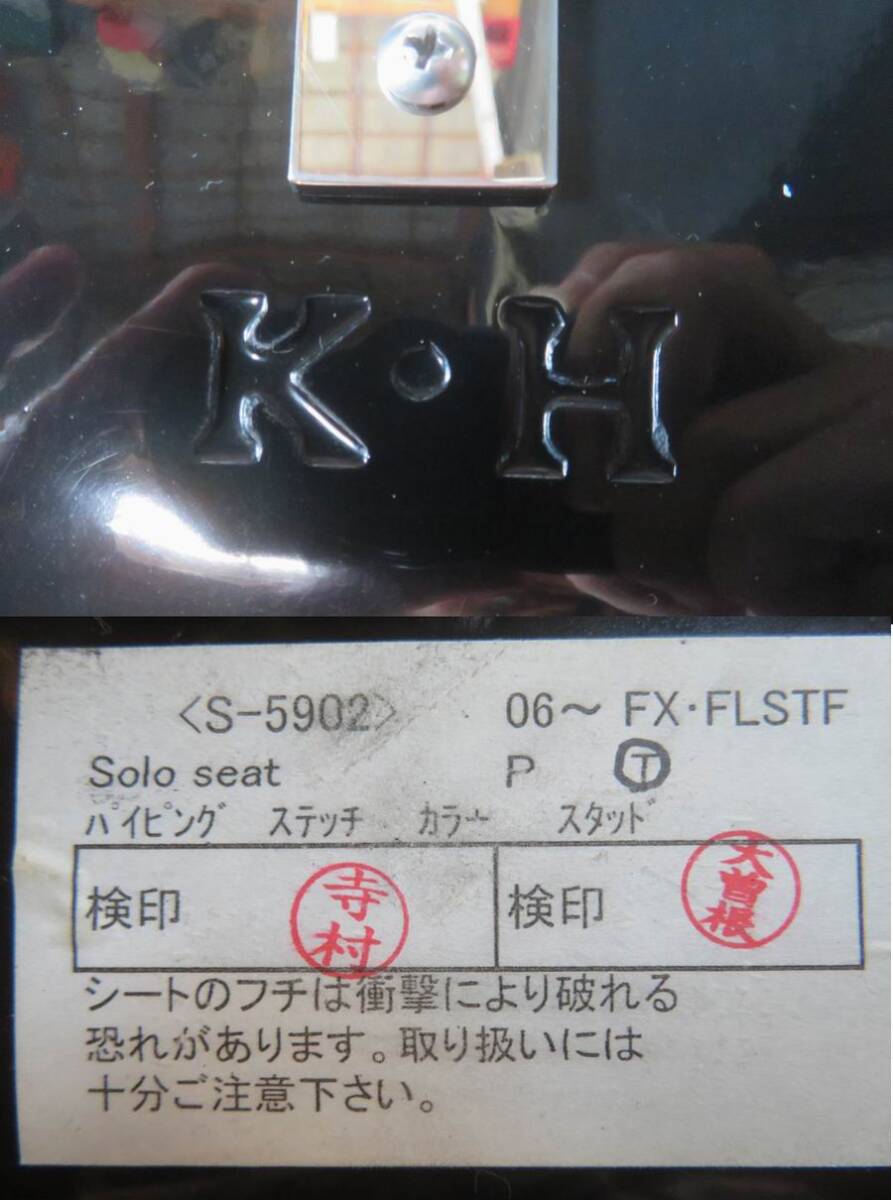 K・H
<S-5902> 06～ FX・FLSTF
Solo seat P T
ﾊﾟｲﾋﾟﾝｸﾞ ｽﾃｯﾁ ｶﾗｰ ｽﾀｯﾄﾞ
検印 寺村 検印 大曽根
シートのフチは衝撃により破れる
恐れがあります。取り扱いには
十分ご注意下さい。